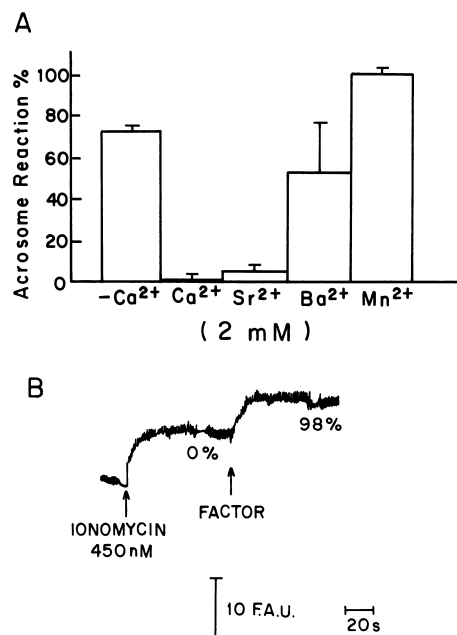 A
Acrosome Reaction %
100
80
60
40
20
0
-Ca²⁺ Ca²⁺ Sr²⁺ Ba²⁺ Mn²⁺
( 2 mM )
B
0%
98%
IONOMYCIN
450nM
FACTOR
10 F.A.U.
20s